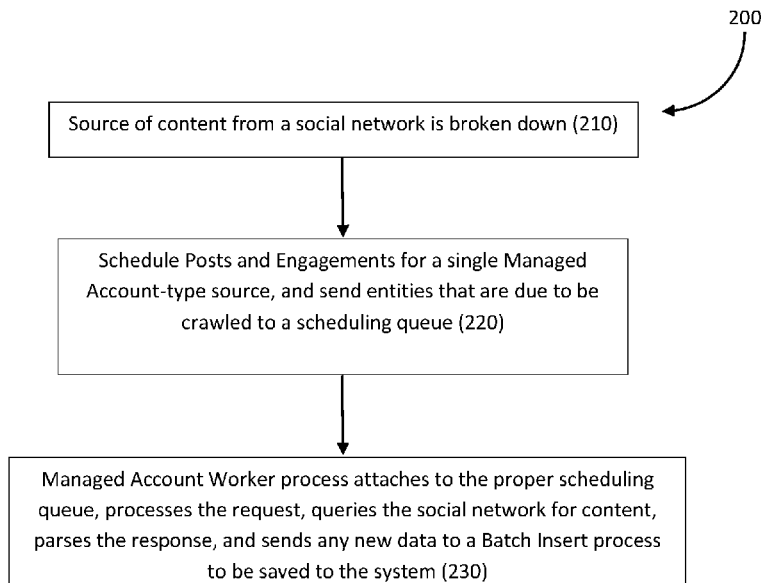 200
Source of content from a social network is broken down (210)
Schedule Posts and Engagements for a single Managed
Account-type source, and send entities that are due to be
crawled to a scheduling queue (220)
Managed Account Worker process attaches to the proper scheduling
queue, processes the request, queries the social network for content,
parses the response, and sends any new data to a Batch Insert process
to be saved to the system (230)